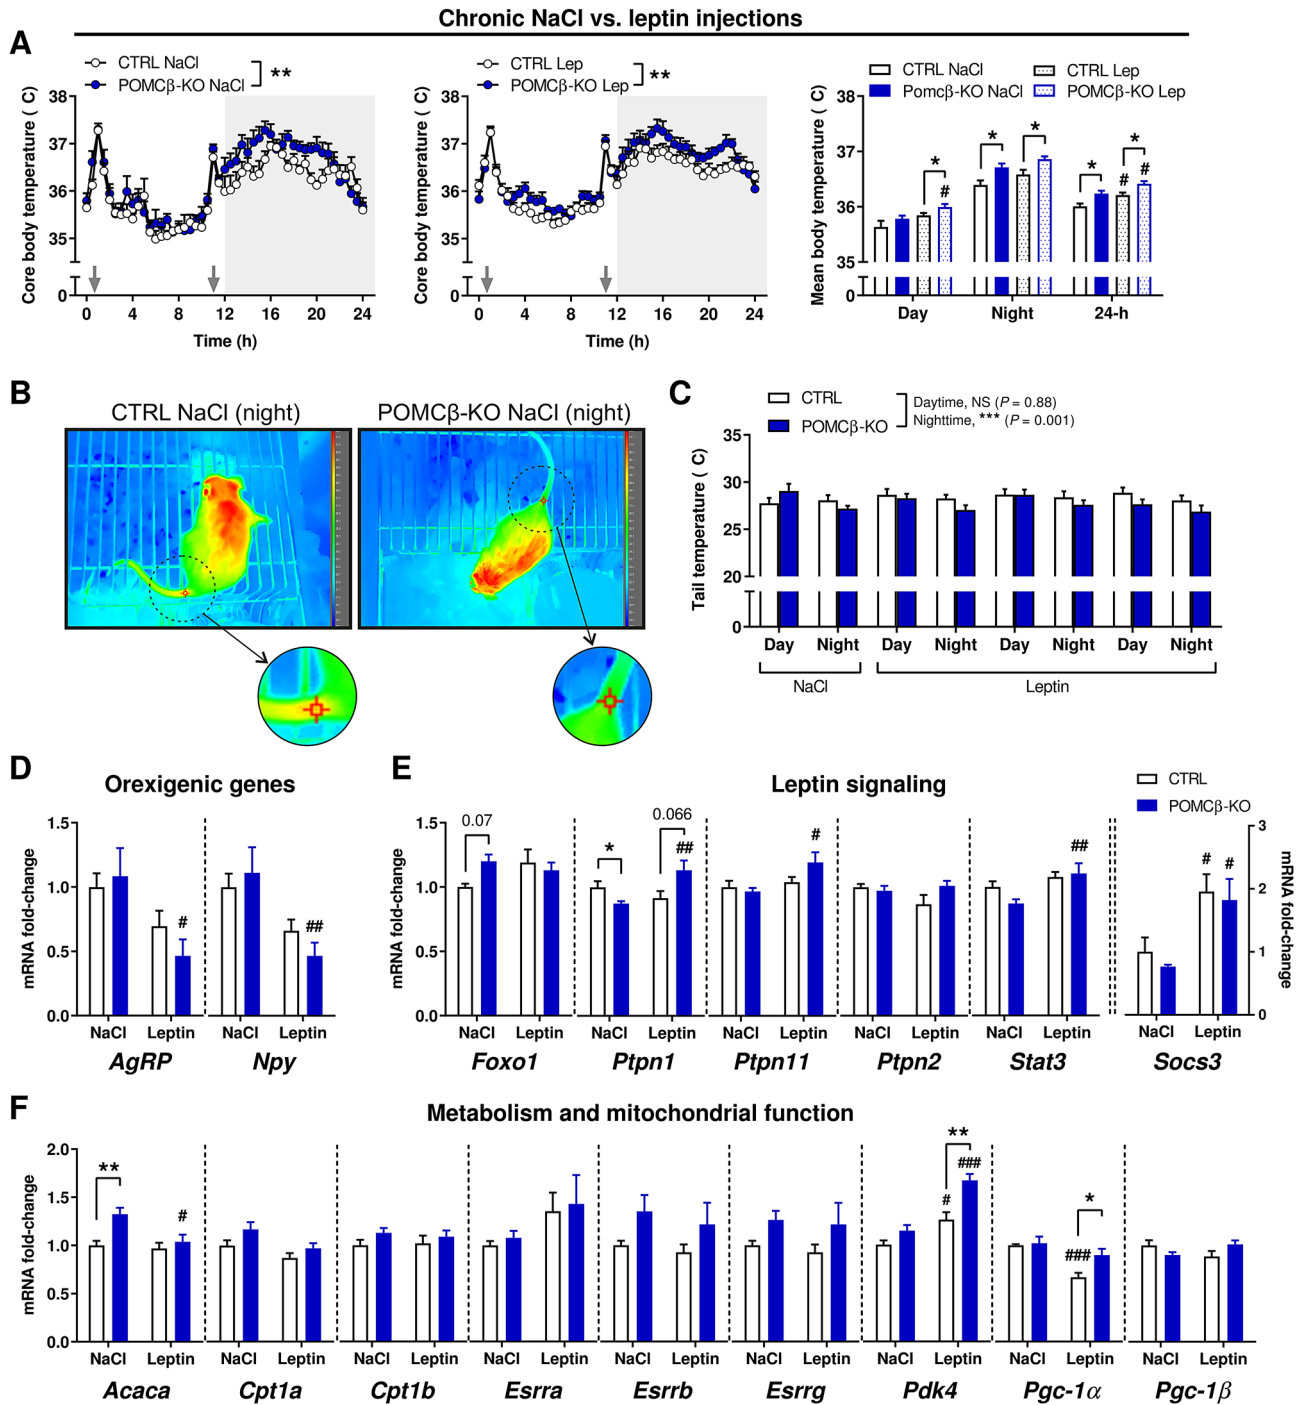 Chronic NaCl vs. leptin injections
A
CTRL NaCl
POMCβ-KO NaCl
**
Core body temperature ( C)
38
37
36
35
0
0 4 8 12 16 20 24
Time (h)
CTRL Lep
POMCβ-KO Lep
**
Core body temperature ( C)
38
37
36
35
0
0 4 8 12 16 20 24
Time (h)
CTRL NaCl
Pomcβ-KO NaCl
CTRL Lep
POMCβ-KO Lep
Mean body temperature ( C)
38
37
36
35
0
* # * * * # * #
Day Night 24-h
B
CTRL NaCl (night)
POMCβ-KO NaCl (night)
C
CTRL
POMCβ-KO
Daytime, NS (P = 0.88)
Nighttime, *** (P = 0.001)
Tail temperature ( C)
35
30
25
20
0
Day Night Day Night Day Night Day Night
NaCl Leptin
D
Orexigenic genes
mRNA fold-change
1.5
1.0
0.5
0.0
# ##
NaCl Leptin NaCl Leptin
AgRP Npy
E
Leptin signaling
CTRL
POMCβ-KO
mRNA fold-change
1.5
1.0
0.5
0.0
0.07 * 0.066 ## # ## # #
3
2
1
0
mRNA fold-change
NaCl Leptin NaCl Leptin NaCl Leptin NaCl Leptin NaCl Leptin NaCl Leptin
Foxo1 Ptpn1 Ptpn11 Ptpn2 Stat3 Socs3
F
Metabolism and mitochondrial function
mRNA fold-change
2.0
1.5
1.0
0.5
0.0
** # # ** ### ### *
NaCl Leptin NaCl Leptin NaCl Leptin NaCl Leptin NaCl Leptin NaCl Leptin NaCl Leptin NaCl Leptin NaCl Leptin
Acaca Cpt1a Cpt1b Esrra Esrrb Esrrg Pdk4 Pgc-1α Pgc-1β